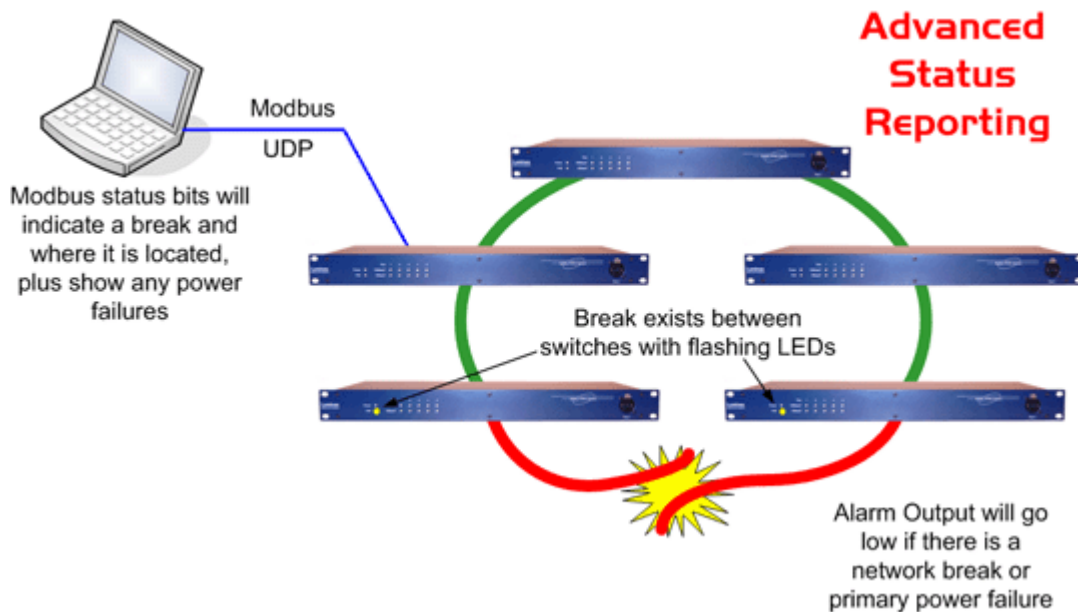 Advanced
Status
Reporting
Modbus
UDP
Modbus status bits will
indicate a break and
where it is located,
plus show any power
failures
Break exists between
switches with flashing LEDs
Alarm Output will go
low if there is a
network break or
primary power failure